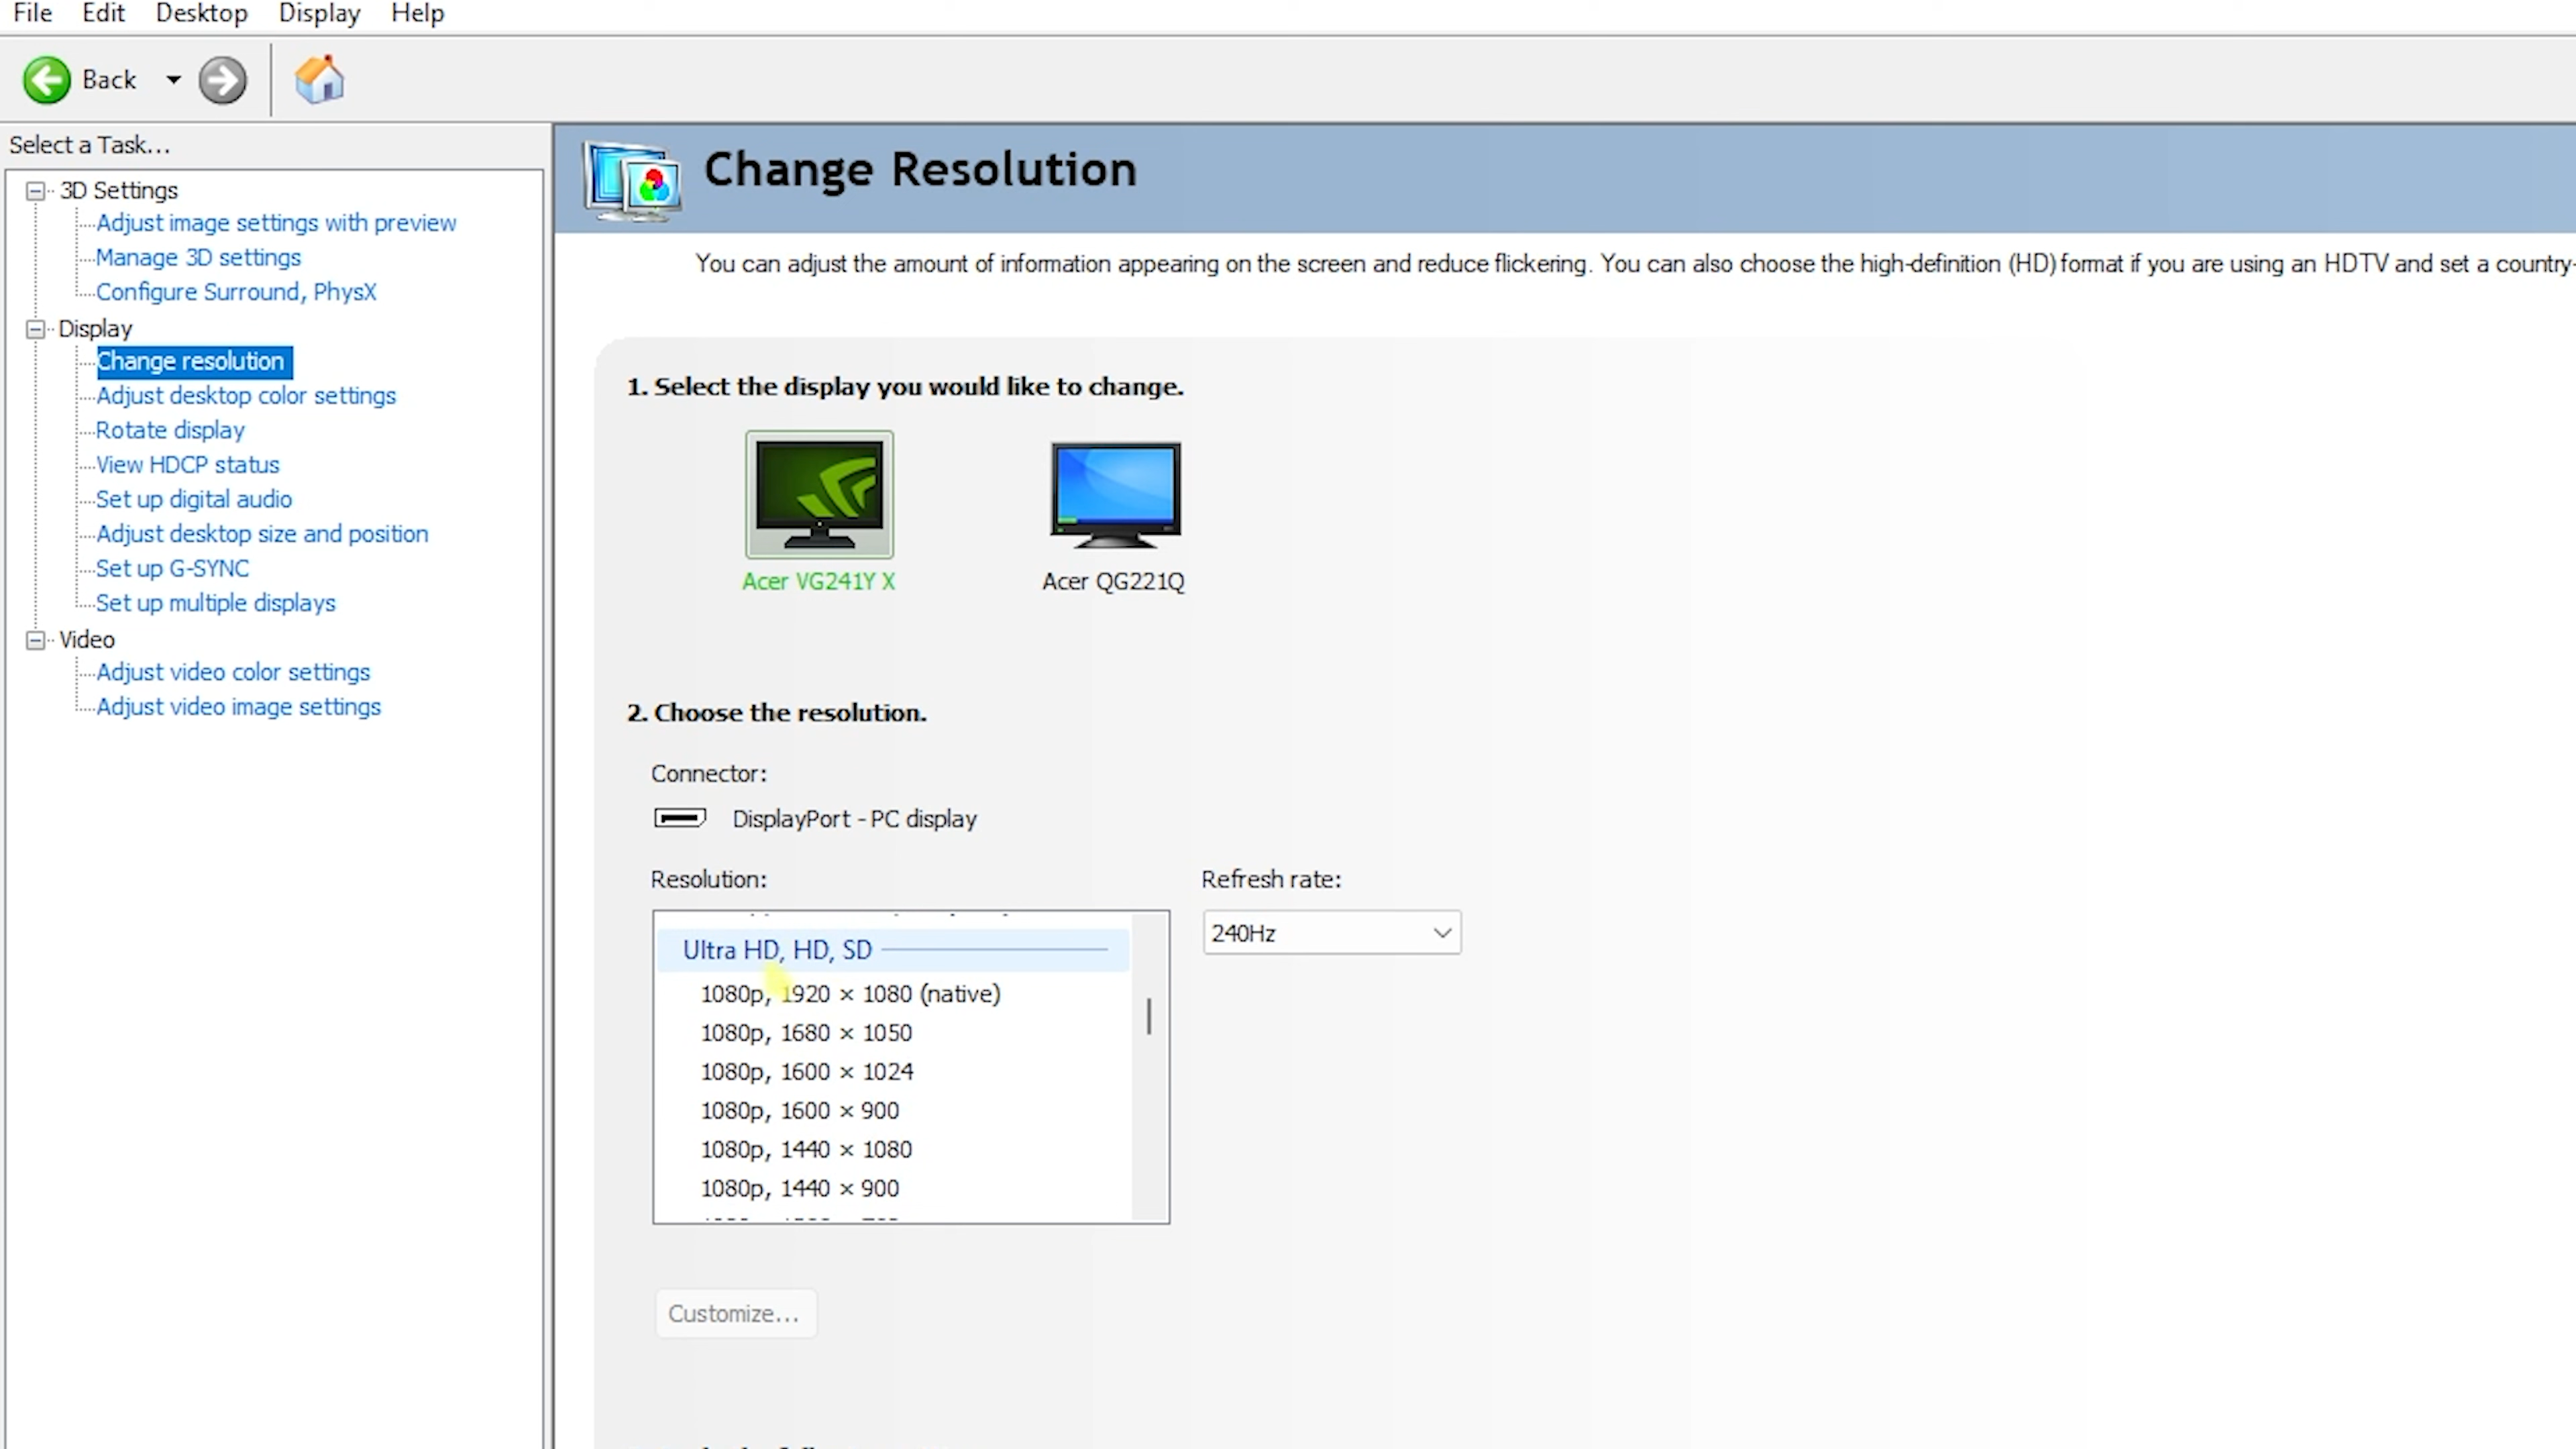 File Edit Desktop Display Help
Back
Select a Task...
3D Settings
Adjust image settings with preview
Manage 3D settings
Configure Surround, PhysX
Display
Change resolution
Adjust desktop color settings
Rotate display
View HDCP status
Set up digital audio
Adjust desktop size and position
Set up G-SYNC
Set up multiple displays
Video
Adjust video color settings
Adjust video image settings
Change Resolution
You can adjust the amount of information appearing on the screen and reduce flickering. You can also choose the high-definition (HD) format if you are using an HDTV and set a country-
1. Select the display you would like to change.
Acer VG241Y X
Acer QG221Q
2. Choose the resolution.
Connector:
DisplayPort - PC display
Resolution:
Refresh rate:
240Hz
Ultra HD, HD, SD
1080p, 1920 × 1080 (native)
1080p, 1680 × 1050
1080p, 1600 × 1024
1080p, 1600 × 900
1080p, 1440 × 1080
1080p, 1440 × 900
Customize...